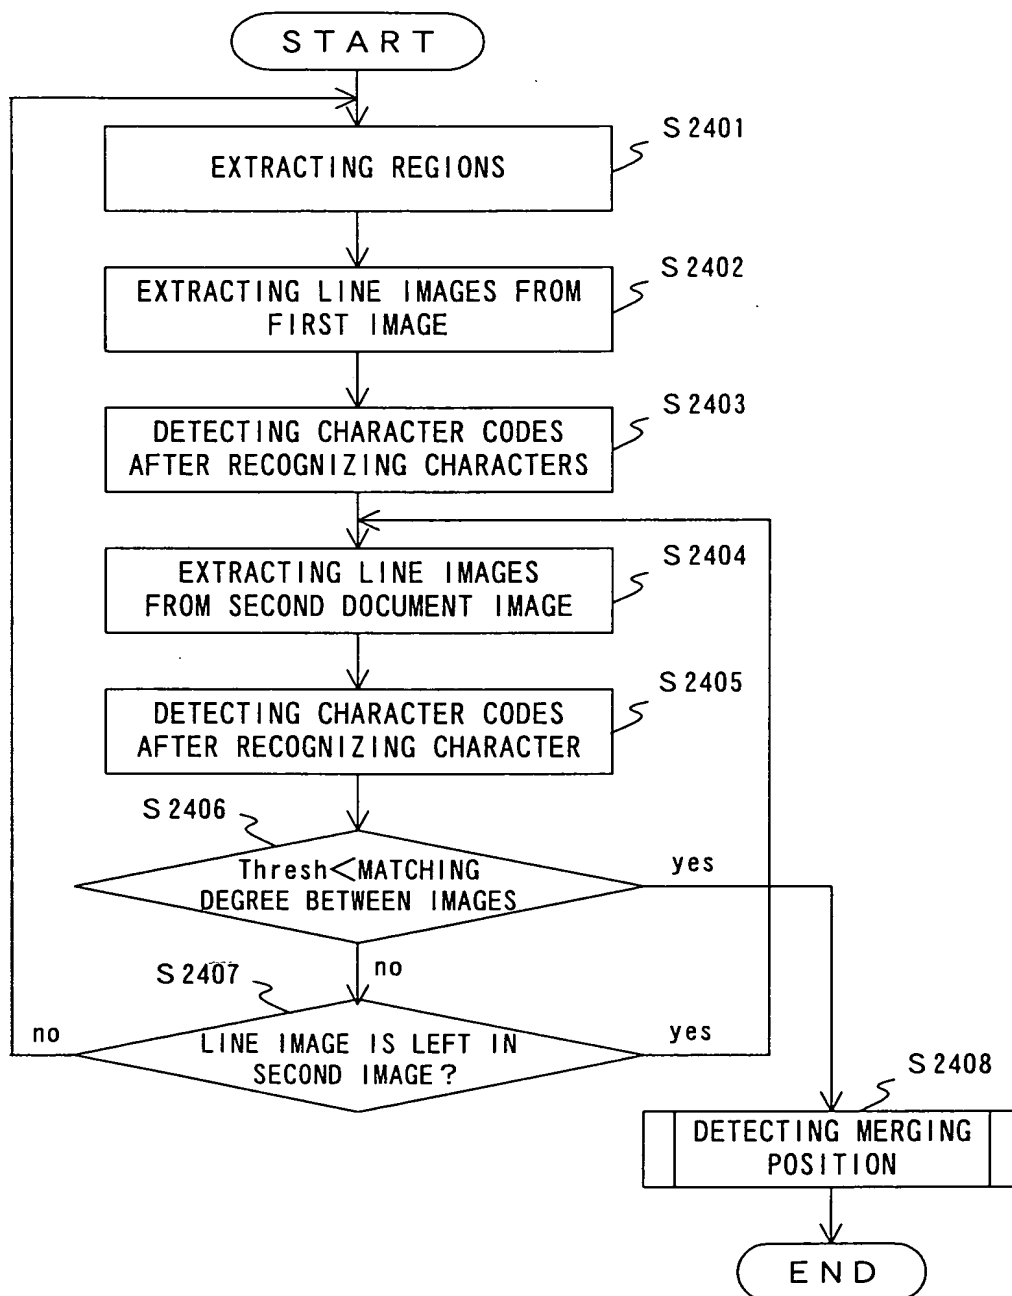 START
S2401
EXTRACTING REGIONS
S2402
EXTRACTING LINE IMAGES FROM
FIRST IMAGE
S2403
DETECTING CHARACTER CODES
AFTER RECOGNIZING CHARACTERS
S2404
EXTRACTING LINE IMAGES
FROM SECOND DOCUMENT IMAGE
S2405
DETECTING CHARACTER CODES
AFTER RECOGNIZING CHARACTER
S2406
Thresh<MATCHING
DEGREE BETWEEN IMAGES
yes
no
S2407
LINE IMAGE IS LEFT IN
SECOND IMAGE?
no
yes
S2408
DETECTING MERGING
POSITION
END